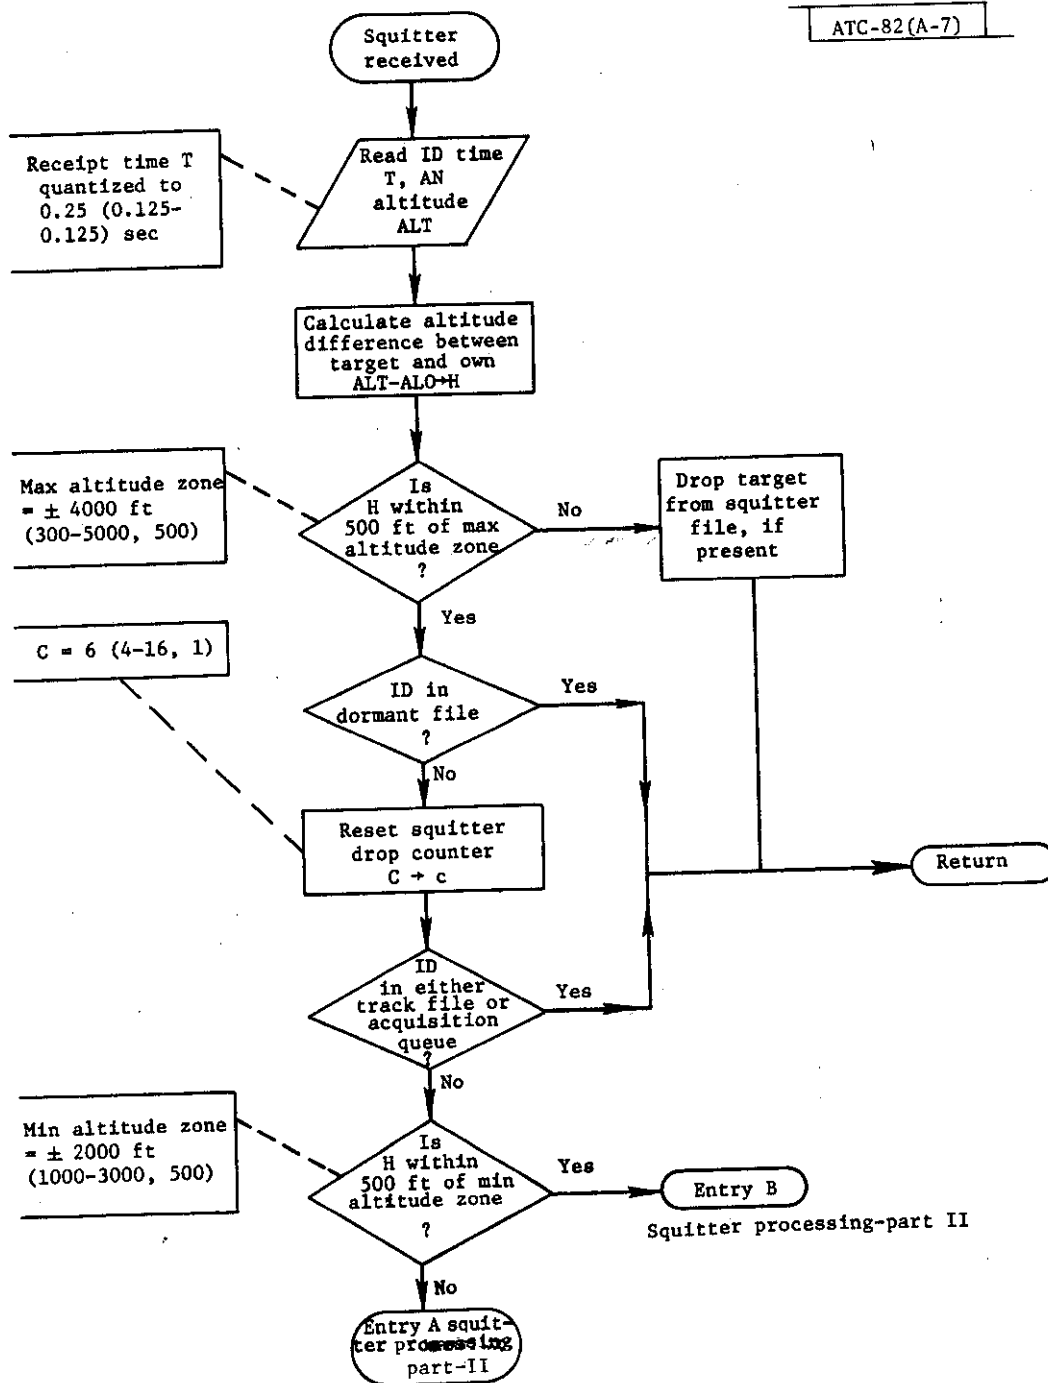 ATC-82(A-7)
Squitter
received
Receipt time T
quantized to
0.25 (0.125-
0.125) sec
Read ID time
T, AN
altitude
ALT
Calculate altitude
difference between
target and own
ALT-ALO→H
Max altitude zone
= ± 4000 ft
(300-5000, 500)
Is
H within
500 ft of max
altitude zone
?
No
Drop target
from squitter
file, if
present
Yes
C = 6 (4-16, 1)
ID in
dormant file
?
Yes
No
Reset squitter
drop counter
C → c
Return
ID
in either
track file or
acquisition
queue
?
Yes
No
Min altitude zone
= ± 2000 ft
(1000-3000, 500)
Is
H within
500 ft of min
altitude zone
?
Yes
Entry B
Squitter processing-part II
No
Entry A squit-
ter processing
part-II